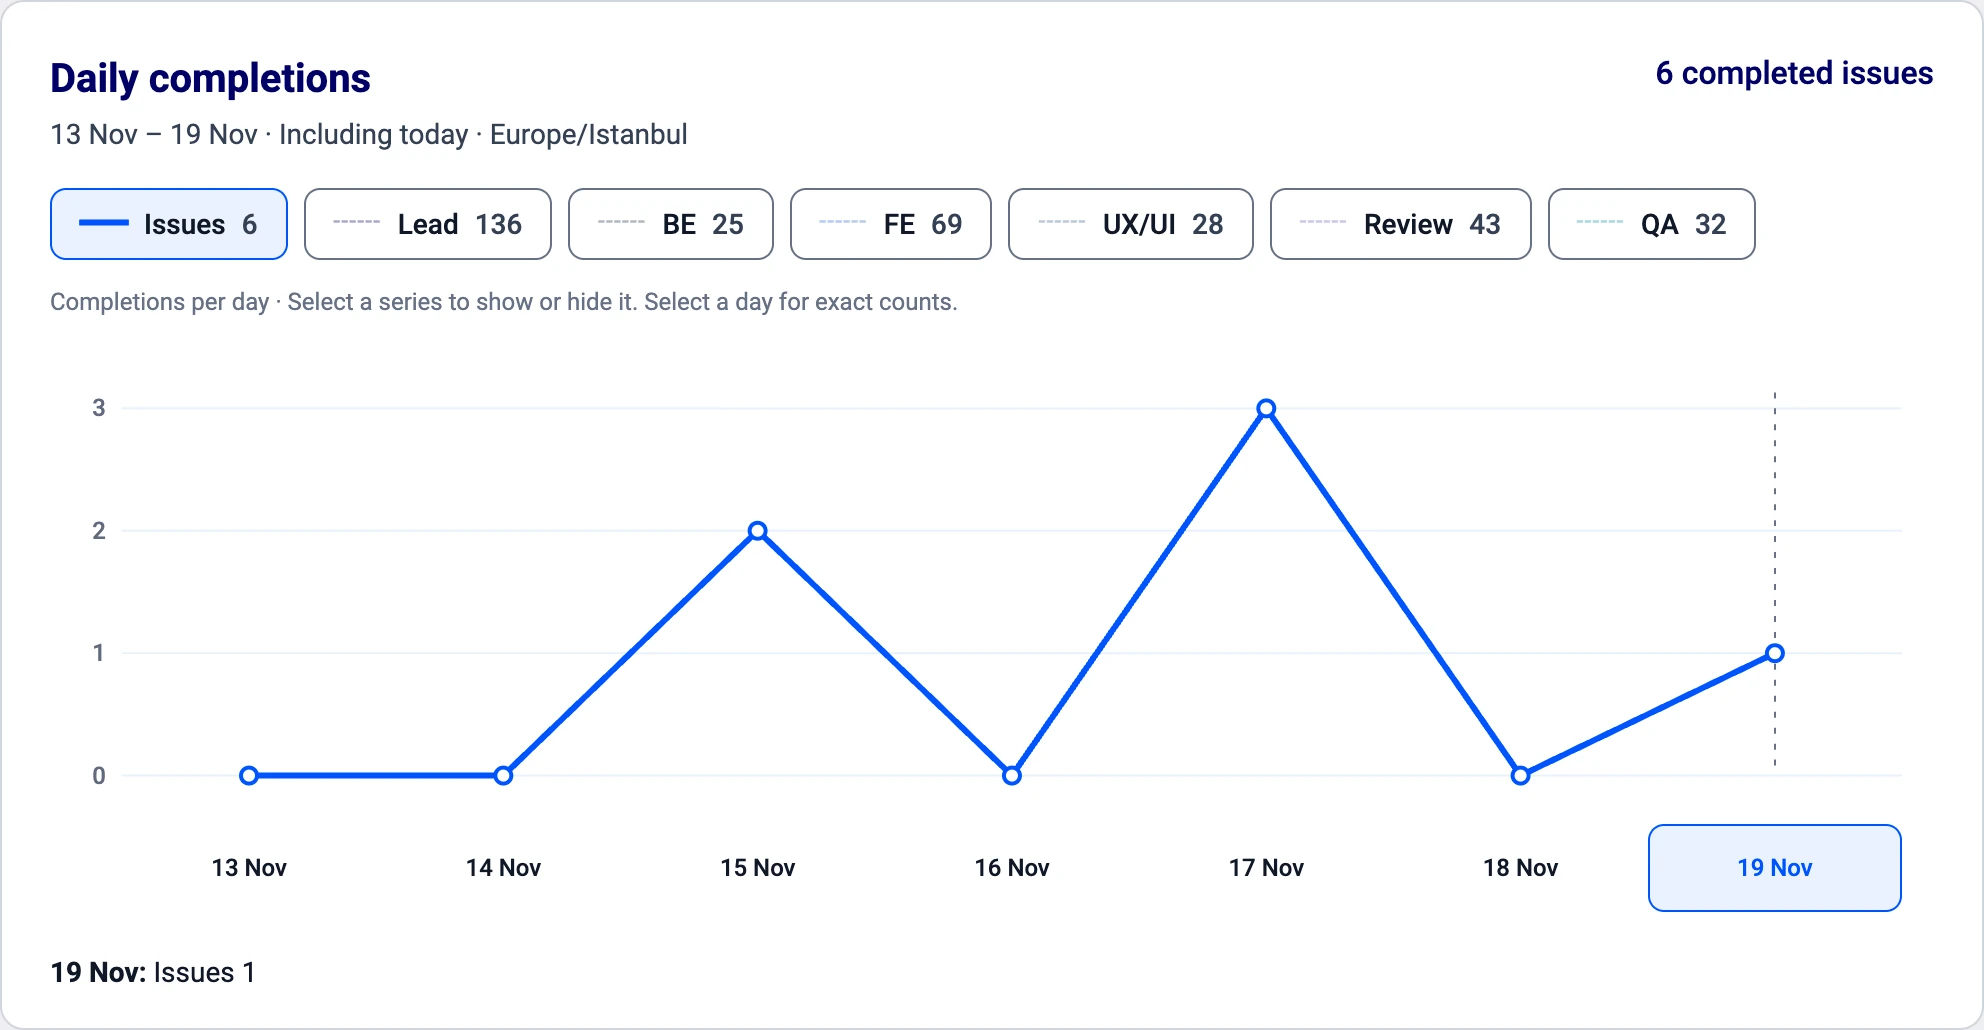 Daily completions
6 completed issues
13 Nov – 19 Nov · Including today · Europe/Istanbul
Issues 6
Lead 136
BE 25
FE 69
UX/UI 28
Review 43
QA 32
Completions per day · Select a series to show or hide it. Select a day for exact counts.
3
2
1
0
13 Nov
14 Nov
15 Nov
16 Nov
17 Nov
18 Nov
19 Nov
19 Nov: Issues 1